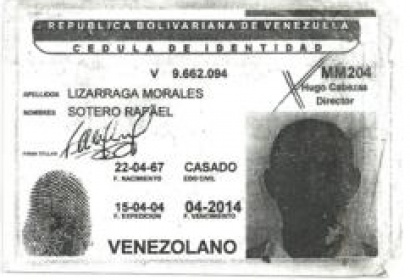 REPUBLICA BOLIVARIANA DE VENEZUELA
CEDULA DE IDENTIDAD
V 9.662.094
MM204
APELLIDOS LIZARRAGA MORALES
Hugo Cabezas
Director
NOMBRES SOTERO RAFAEL
FIRMA TITULAR
22-04-67 CASADO
F. NACIMIENTO EDO CIVIL
15-04-04 04-2014
F. EXPEDICION F. VENCIMIENTO
VENEZOLANO